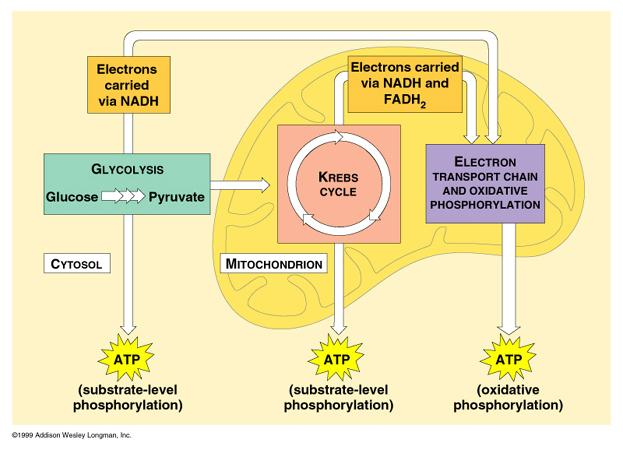 Electrons
carried
via NADH
Electrons carried
via NADH and
FADH2
GLYCOLYSIS
Glucose Pyruvate
KREBS
CYCLE
ELECTRON
TRANSPORT CHAIN
AND OXIDATIVE
PHOSPHORYLATION
CYTOSOL
MITOCHONDRION
ATP
(substrate-level
phosphorylation)
ATP
(substrate-level
phosphorylation)
ATP
(oxidative
phosphorylation)
©1999 Addison Wesley Longman, Inc.